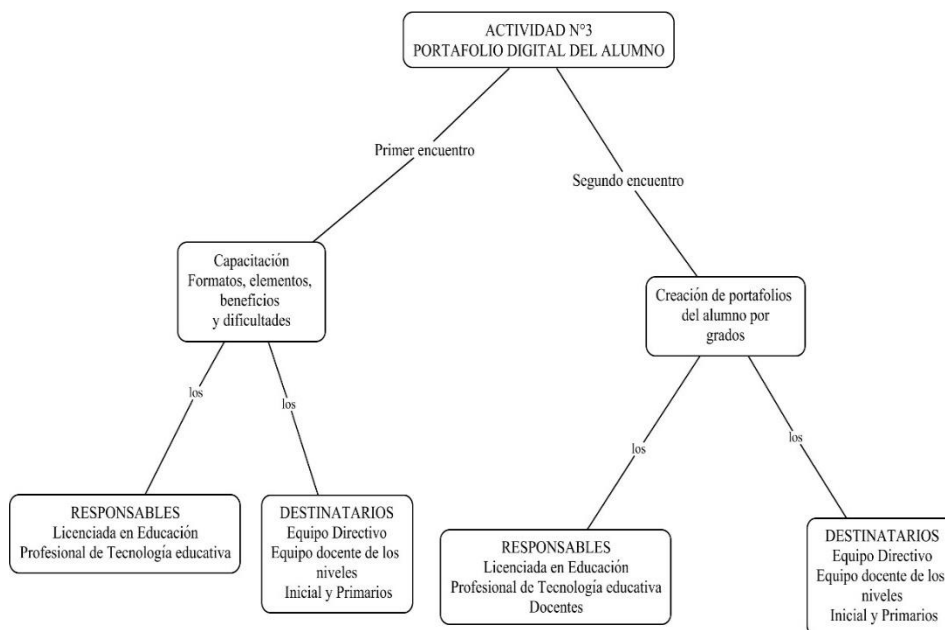 ACTIVIDAD N°3
PORTAFOLIO DIGITAL DEL ALUMNO
Primer encuentro
Segundo encuentro
Capacitación
Formatos, elementos,
beneficios
y dificultades
Creación de portafolios
del alumno por
grados
los
los
los
los
RESPONSABLES
Licenciada en Educación
Profesional de Tecnología educativa
DESTINATARIOS
Equipo Directivo
Equipo docente de los
niveles
Inicial y Primarios
RESPONSABLES
Licenciada en Educación
Profesional de Tecnología educativa
Docentes
DESTINATARIOS
Equipo Directivo
Equipo docente de los
niveles
Inicial y Primarios